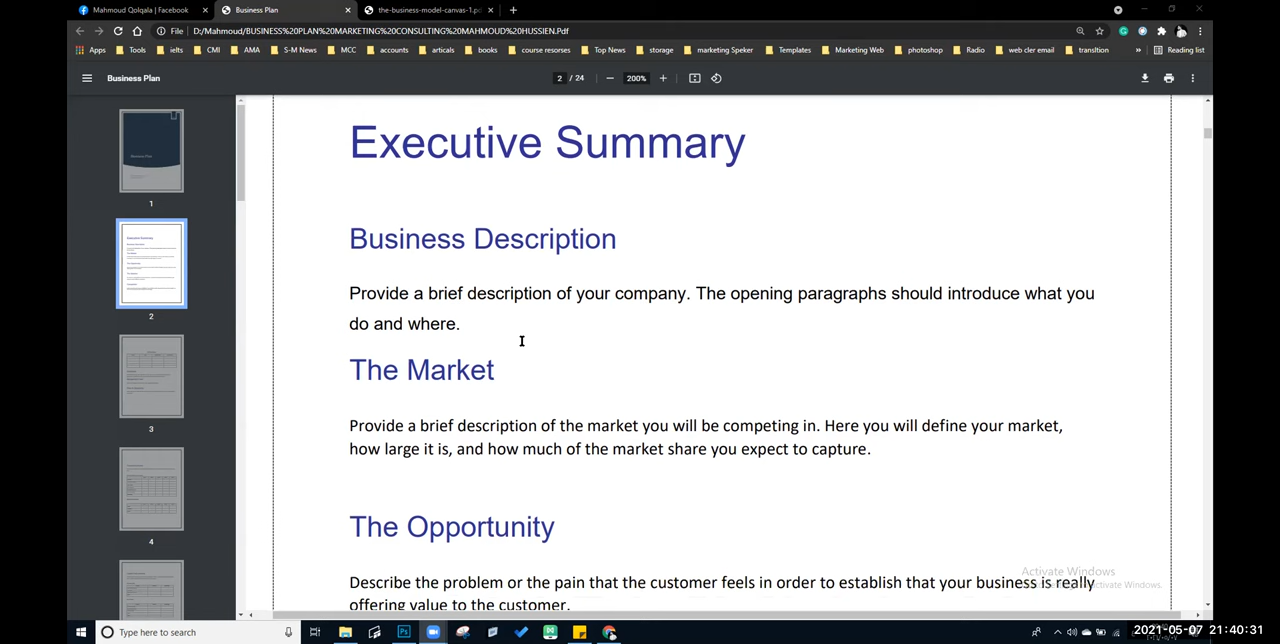 Mahmoud Qolqala | Facebook
Business Plan
the-business-model-canvas-1.pd
File
D:/Mahmoud/BUSINESS%20PLAN%20MARKETING%20CONSULTING%20MAHMOUD%20HUSSIEN.Pdf
Apps Tools ielts CMI AMA S-M News MCC accounts articals books course resorses Top News storage marketing Speker Templates Marketing Web photoshop Radio web cler email transltion » Reading list
Business Plan
2 / 24
200%
Executive Summary
Business Description
Provide a brief description of your company. The opening paragraphs should introduce what you
do and where.
The Market
Provide a brief description of the market you will be competing in. Here you will define your market,
how large it is, and how much of the market share you expect to capture.
The Opportunity
Describe the problem or the pain that the customer feels in order to establish that your business is really
offering value to the customer.
1
2
3
4
Activate Windows
Activate Windows.
Type here to search
2021-05-07 21:40:31